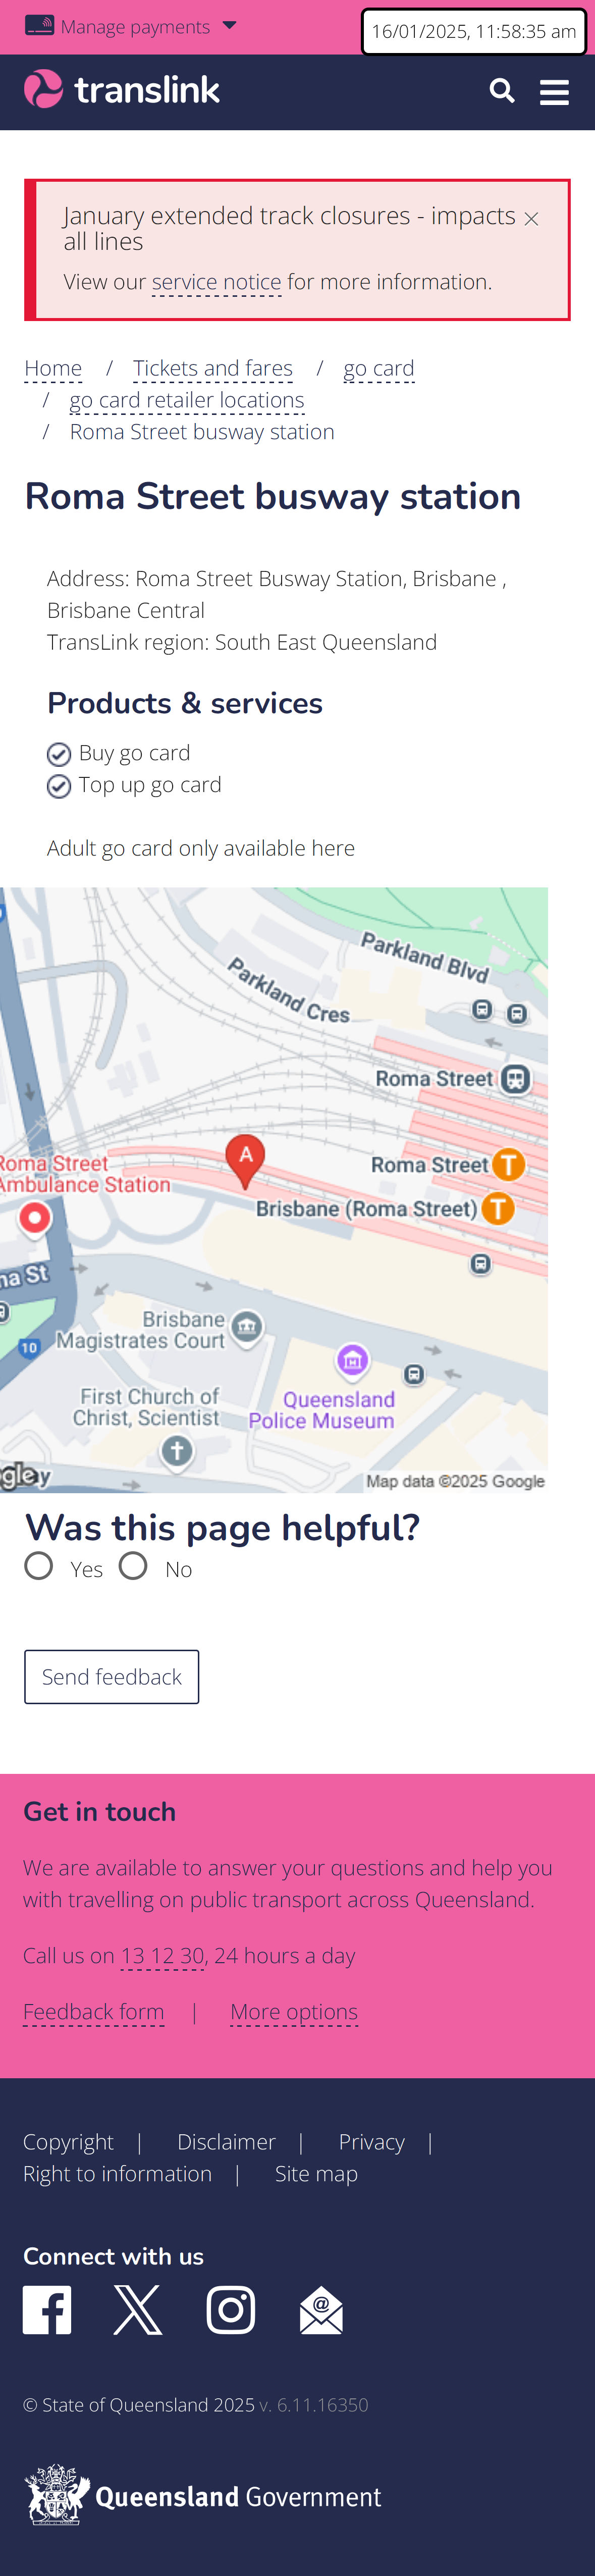 Manage payments
16/01/2025, 11:58:35 am
translink
January extended track closures - impacts
all lines
View our service notice for more information.
Home / Tickets and fares / go card
/ go card retailer locations
/ Roma Street busway station
Roma Street busway station
Address: Roma Street Busway Station, Brisbane ,
Brisbane Central
TransLink region: South East Queensland
Products & services
Buy go card
Top up go card
Adult go card only available here
Parkland Blvd
Parkland Cres
Roma Street
A
Roma Street
Ambulance Station
Roma Street T
Brisbane (Roma Street) T
na St
10
Brisbane
Magistrates Court
First Church of
Christ, Scientist
Queensland
Police Museum
gle y
Map data ©2025 Google
Was this page helpful?
Yes No
Send feedback
Get in touch
We are available to answer your questions and help you
with travelling on public transport across Queensland.
Call us on 13 12 30, 24 hours a day
Feedback form | More options
Copyright | Disclaimer | Privacy |
Right to information | Site map
Connect with us
© State of Queensland 2025 v. 6.11.16350
Queensland Government